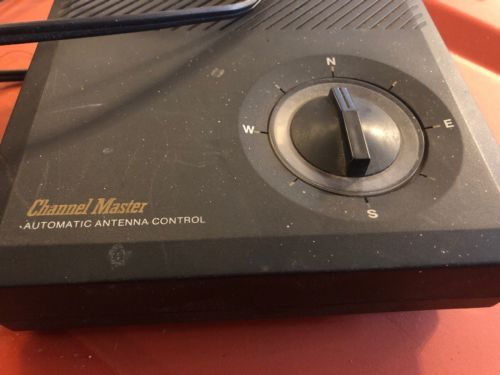 N
W
E
S
Channel Master
AUTOMATIC ANTENNA CONTROL